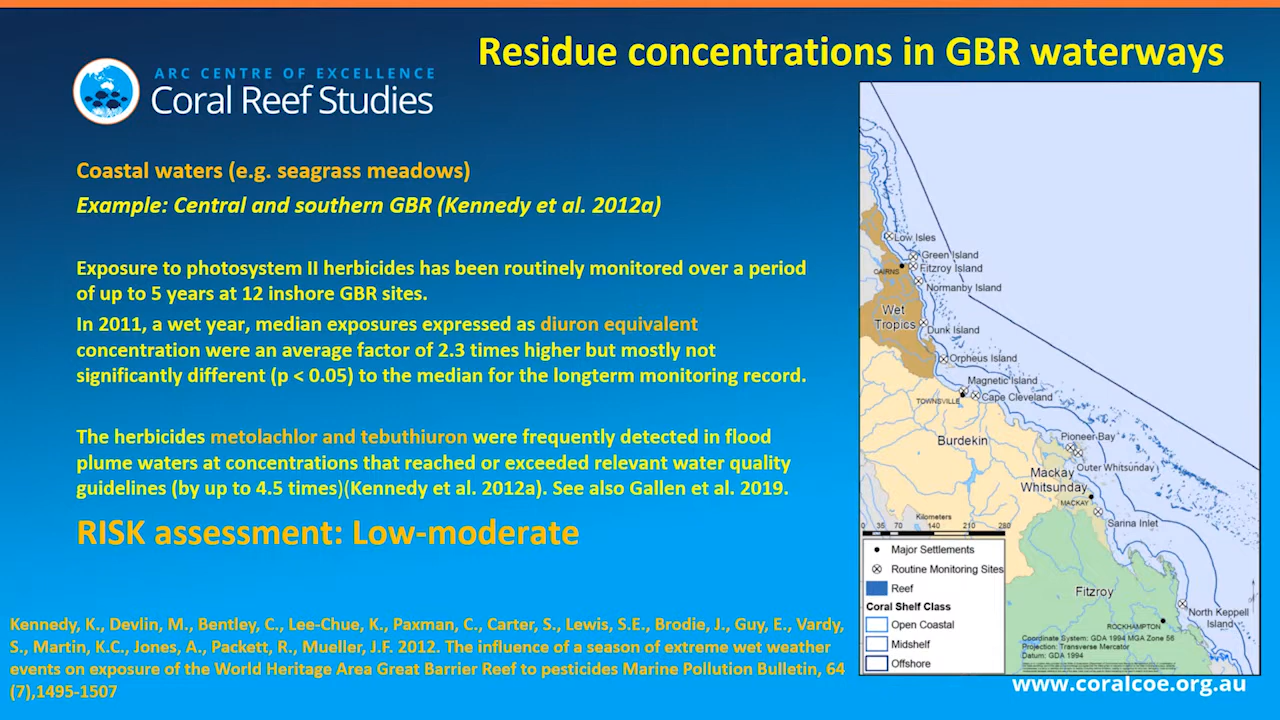 Residue concentrations in GBR waterways
ARC CENTRE OF EXCELLENCE
Coral Reef Studies
Coastal waters (e.g. seagrass meadows)
Example: Central and southern GBR (Kennedy et al. 2012a)
Exposure to photosystem II herbicides has been routinely monitored over a period
of up to 5 years at 12 inshore GBR sites.
In 2011, a wet year, median exposures expressed as diuron equivalent
concentration were an average factor of 2.3 times higher but mostly not
significantly different (p < 0.05) to the median for the longterm monitoring record.
The herbicides metolachlor and tebuthiuron were frequently detected in flood
plume waters at concentrations that reached or exceeded relevant water quality
guidelines (by up to 4.5 times)(Kennedy et al. 2012a). See also Gallen et al. 2019.
RISK assessment: Low-moderate
Kennedy, K., Devlin, M., Bentley, C., Lee-Chue, K., Paxman, C., Carter, S., Lewis, S.E., Brodie, J., Guy, E., Vardy,
S., Martin, K.C., Jones, A., Packett, R., Mueller, J.F. 2012. The influence of a season of extreme wet weather
events on exposure of the World Heritage Area Great Barrier Reef to pesticides Marine Pollution Bulletin, 64
(7),1495-1507
Low Isles
Green Island
CAIRNS
Fitzroy Island
Normanby Island
Wet
Tropics
Dunk Island
Orpheus Island
Magnetic Island
TOWNSVILLE
Cape Cleveland
Burdekin
Pioneer Bay
Outer Whitsunday
Mackay
Whitsunday
MACKAY
Sarina Inlet
Fitzroy
North Keppel
Island
ROCKHAMPTON
Kilometers
0 35 70 140 210 280
Major Settlements
Routine Monitoring Sites
Reef
Coral Shelf Class
Open Coastal
Midshelf
Offshore
Coordinate System: GDA 1994 MGA Zone 56
Projection: Transverse Mercator
Datum: GDA 1994
www.coralcoe.org.au